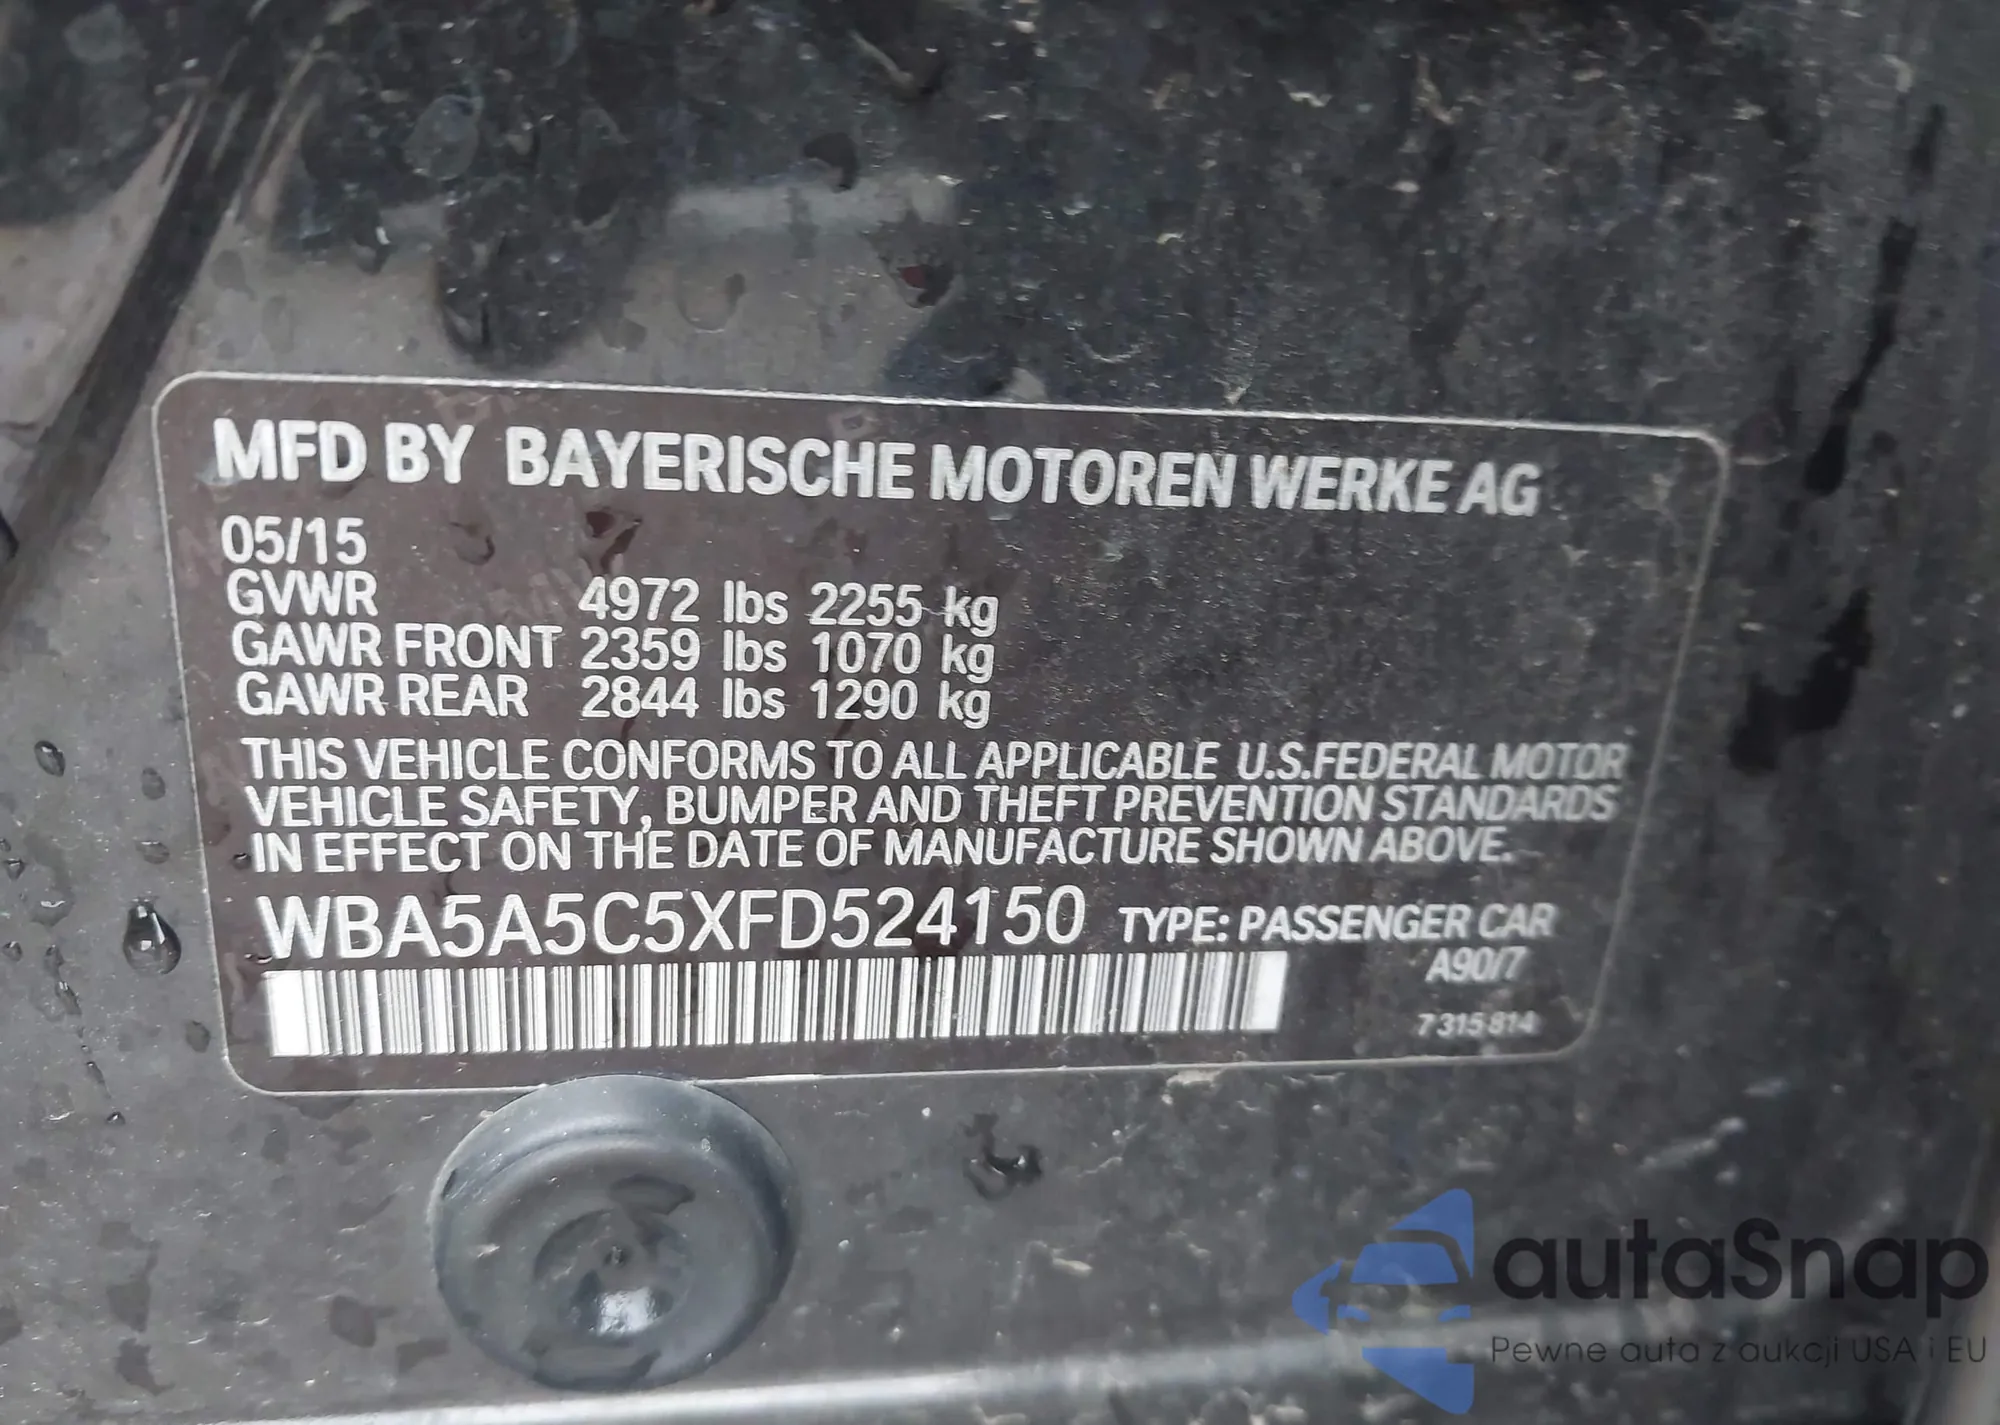 MFD BY BAYERISCHE MOTOREN WERKE AG
05/15
GVWR 4972 lbs 2255 kg
GAWR FRONT 2359 lbs 1070 kg
GAWR REAR 2844 lbs 1290 kg
THIS VEHICLE CONFORMS TO ALL APPLICABLE U.S.FEDERAL MOTOR
VEHICLE SAFETY, BUMPER AND THEFT PREVENTION STANDARDS
IN EFFECT ON THE DATE OF MANUFACTURE SHOWN ABOVE.
WBA5A5C5XFD524150 TYPE: PASSENGER CAR
A90/7
7 315 814
autaSnap
Pewne auta z aukcji USA i EU